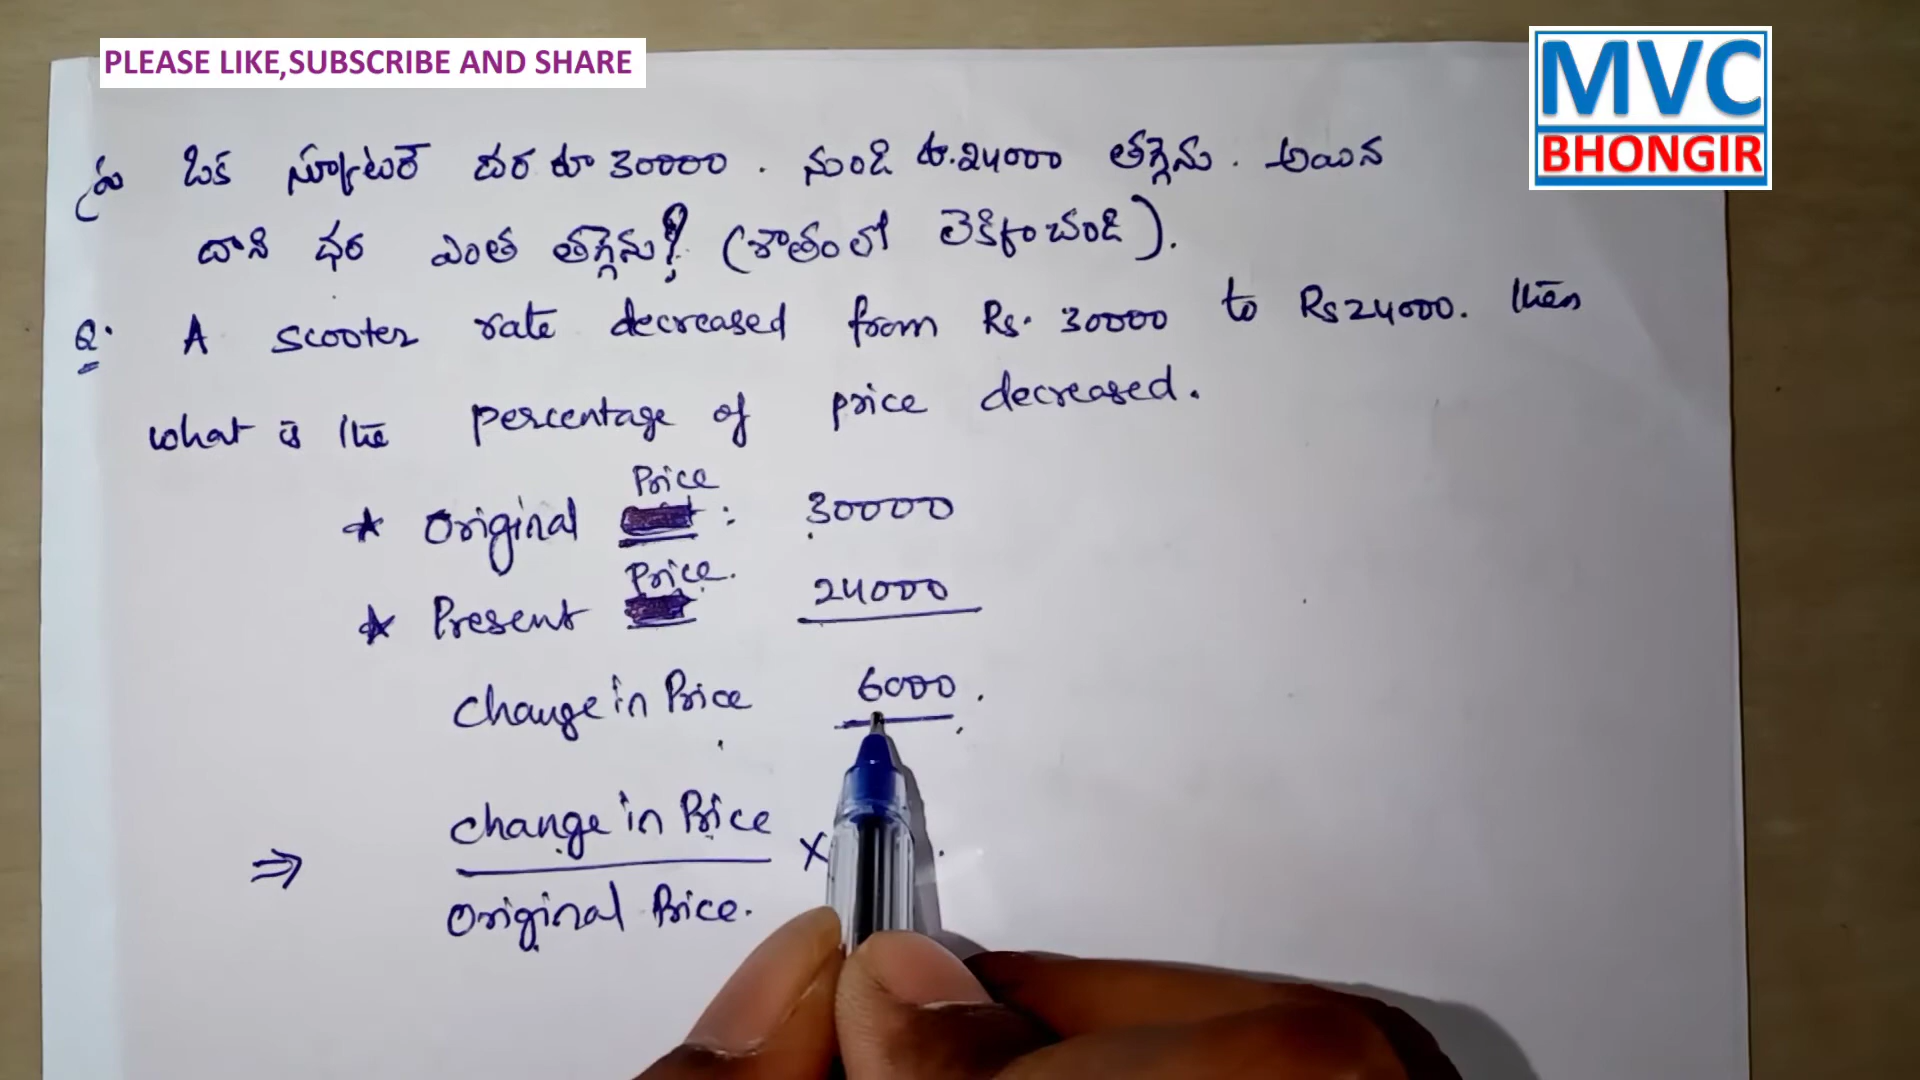 PLEASE LIKE,SUBSCRIBE AND SHARE
MVC
BHONGIR
ప్ర ఒక స్కూటర్ ధర రూ 30000 . నుండి రూ.24000 తగ్గెను . అయిన
దాని ధర ఎంత తగ్గెను? (శాతంలో లెక్కించండి).
Q. A scooter rate decreased from Rs. 30000 to Rs 24000. then
what is the percentage of price decreased.
* Original Price : 30000
* Present Price. 24000
Change in Price 6000 .
⇒ Change in Price ×
Original Price.